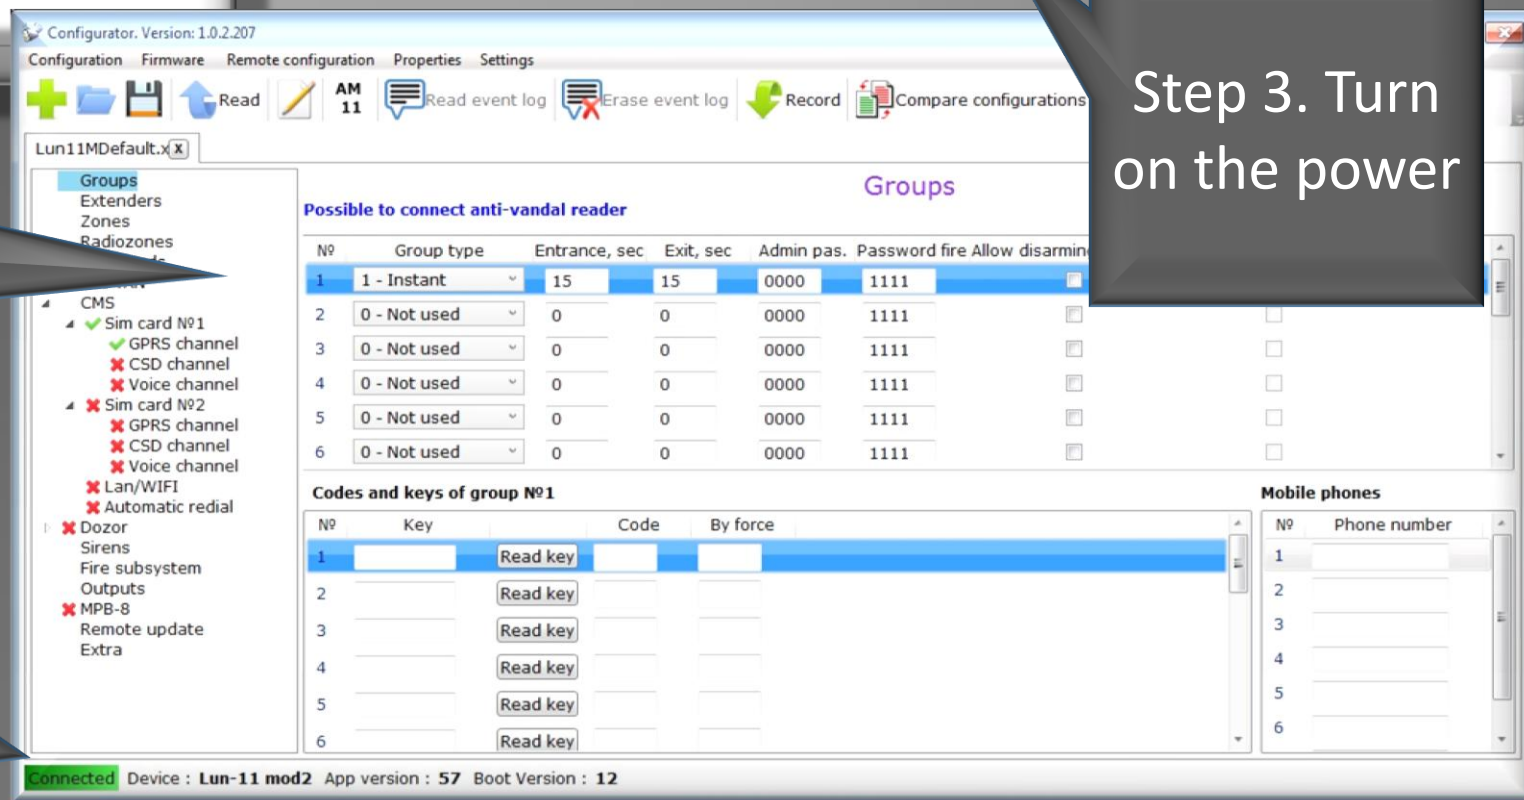 Configurator. Version: 1.0.2.207
Configuration Firmware Remote configuration Properties Settings
Read AM 11 Read event log Erase event log Record Compare configurations
Step 3. Turn
on the power
Lun11MDefault.x
Groups
Extenders
Zones
Radiozones
CMS
Sim card №1
GPRS channel
CSD channel
Voice channel
Sim card №2
GPRS channel
CSD channel
Voice channel
Lan/WIFI
Automatic redial
Dozor
Sirens
Fire subsystem
Outputs
MPB-8
Remote update
Extra
Groups
Possible to connect anti-vandal reader
№ Group type Entrance, sec Exit, sec Admin pas. Password fire Allow
1 1 - Instant 15 15 0000 1111
2 0 - Not used 0 0 0000 1111
3 0 - Not used 0 0 0000 1111
4 0 - Not used 0 0 0000 1111
5 0 - Not used 0 0 0000 1111
6 0 - Not used 0 0 0000 1111
Codes and keys of group №1
№ Key Code By force
1 Read key
2 Read key
3 Read key
4 Read key
5 Read key
6 Read key
Mobile phones
№ Phone number
1
2
3
4
5
6
Connected Device : Lun-11 mod2 App version : 57 Boot Version : 12